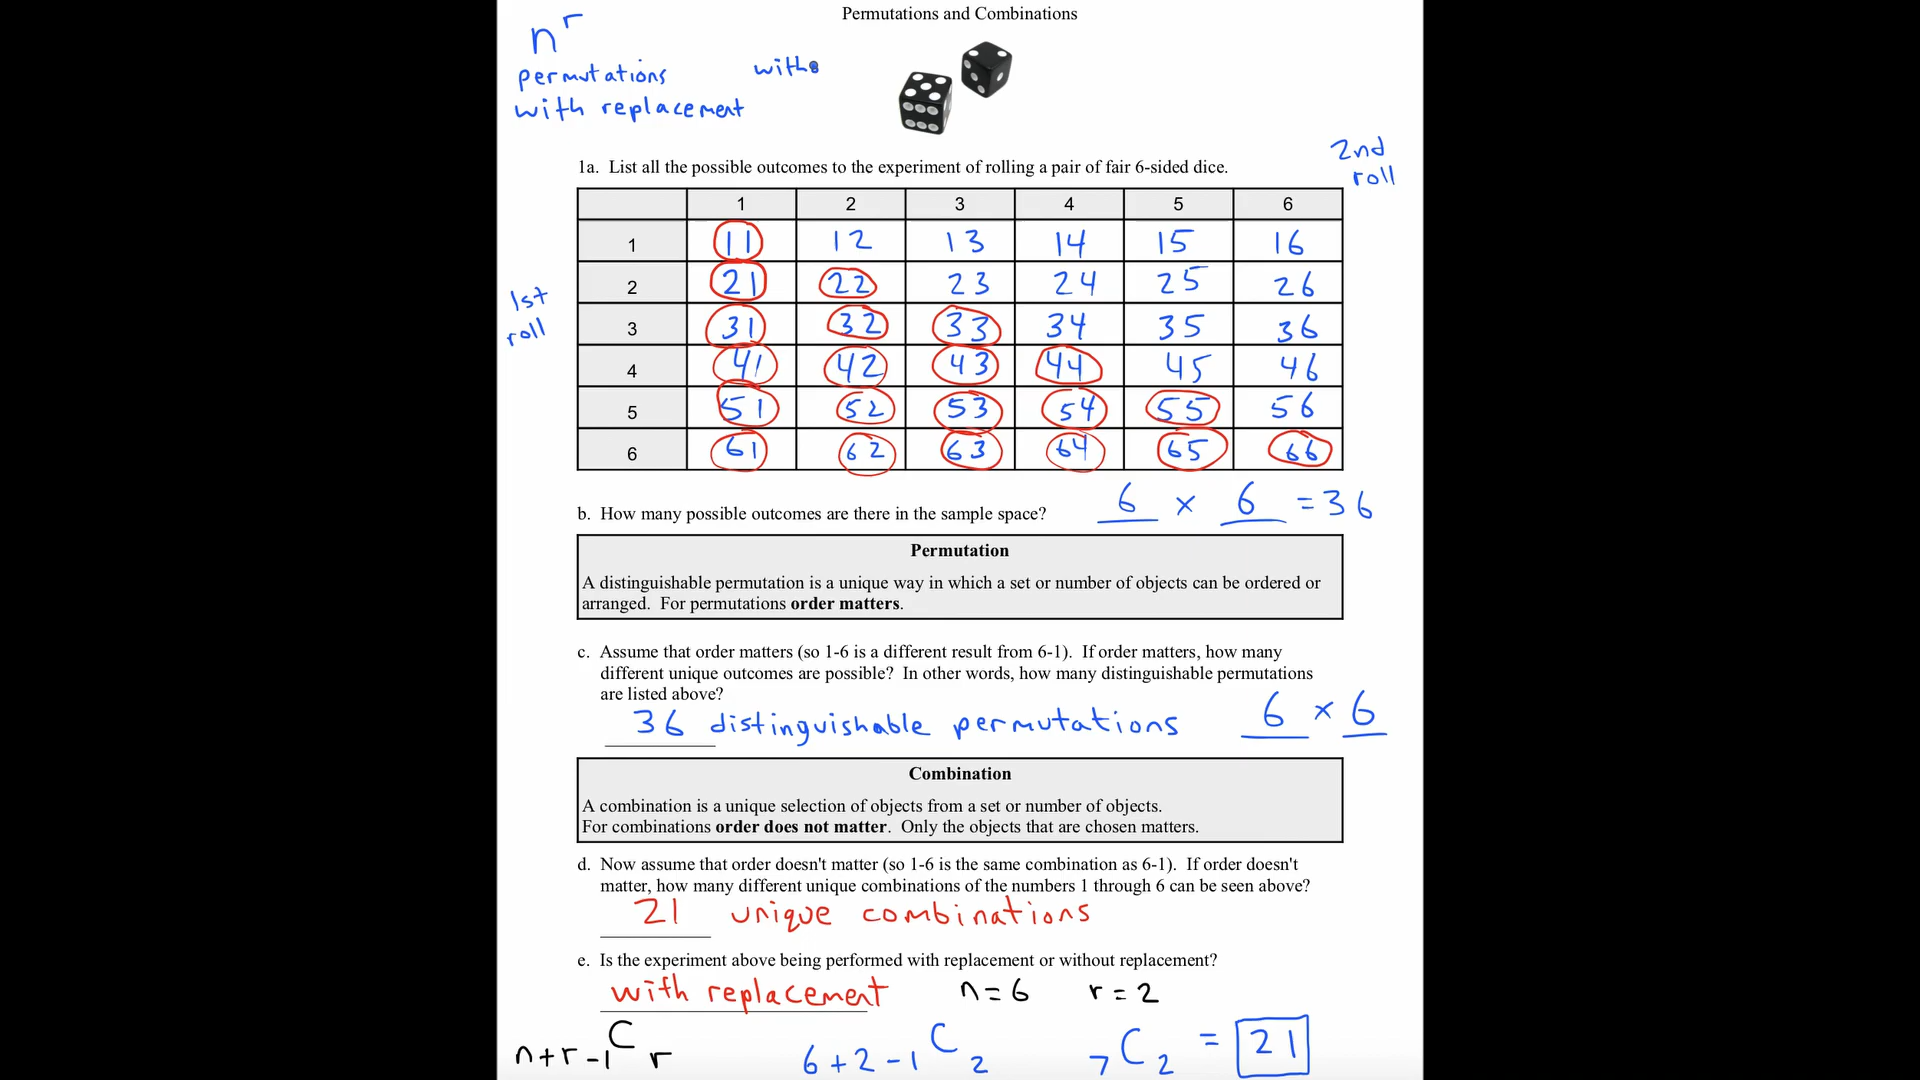 Permutations and Combinations
n^r
permutations
with replacement
witho
1a. List all the possible outcomes to the experiment of rolling a pair of fair 6-sided dice.
2nd
roll
1 2 3 4 5 6
1 11 12 13 14 15 16
2 21 22 23 24 25 26
1st
roll
3 31 32 33 34 35 36
4 41 42 43 44 45 46
5 51 52 53 54 55 56
6 61 62 63 64 65 66
b. How many possible outcomes are there in the sample space? 6 × 6 = 36
Permutation
A distinguishable permutation is a unique way in which a set or number of objects can be ordered or
arranged. For permutations order matters.
c. Assume that order matters (so 1-6 is a different result from 6-1). If order matters, how many
different unique outcomes are possible? In other words, how many distinguishable permutations
are listed above?
36 distinguishable permutations 6 × 6
Combination
A combination is a unique selection of objects from a set or number of objects.
For combinations order does not matter. Only the objects that are chosen matters.
d. Now assume that order doesn't matter (so 1-6 is the same combination as 6-1). If order doesn't
matter, how many different unique combinations of the numbers 1 through 6 can be seen above?
21 unique combinations
e. Is the experiment above being performed with replacement or without replacement?
with replacement n = 6 r = 2
n+r-1 C r 6+2-1 C 2 7 C 2 = 21